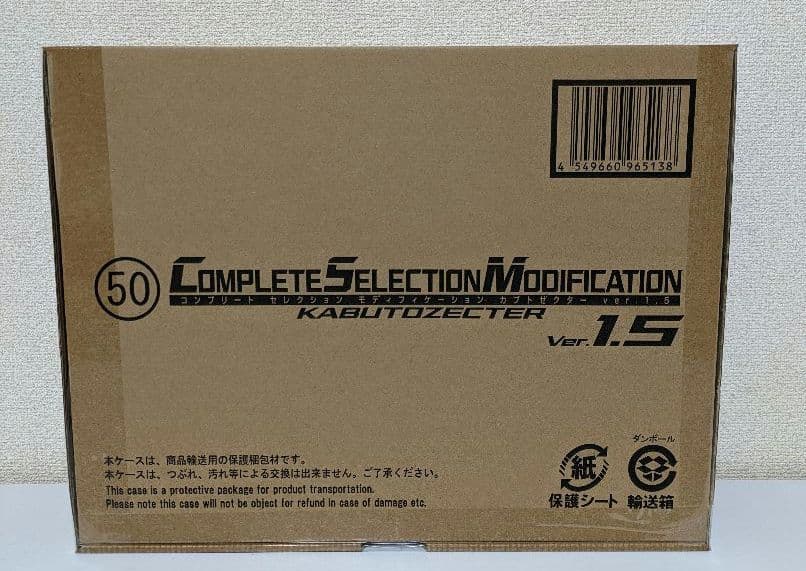 4 549660 965138
50 COMPLETE SELECTION MODIFICATION
コンプリート セレクション モディフィケーション カブトゼクター ver.1.5
KABUTOZECTER
Ver. 1.5
ダンボール
紙
保護シート 輸送箱
本ケースは、商品輸送用の保護梱包材です。
本ケースは、つぶれ、汚れ等による交換は出来ません。ご了承ください。
This case is a protective package for product transportation.
Please note this case will not be object for refund in case of damage etc.